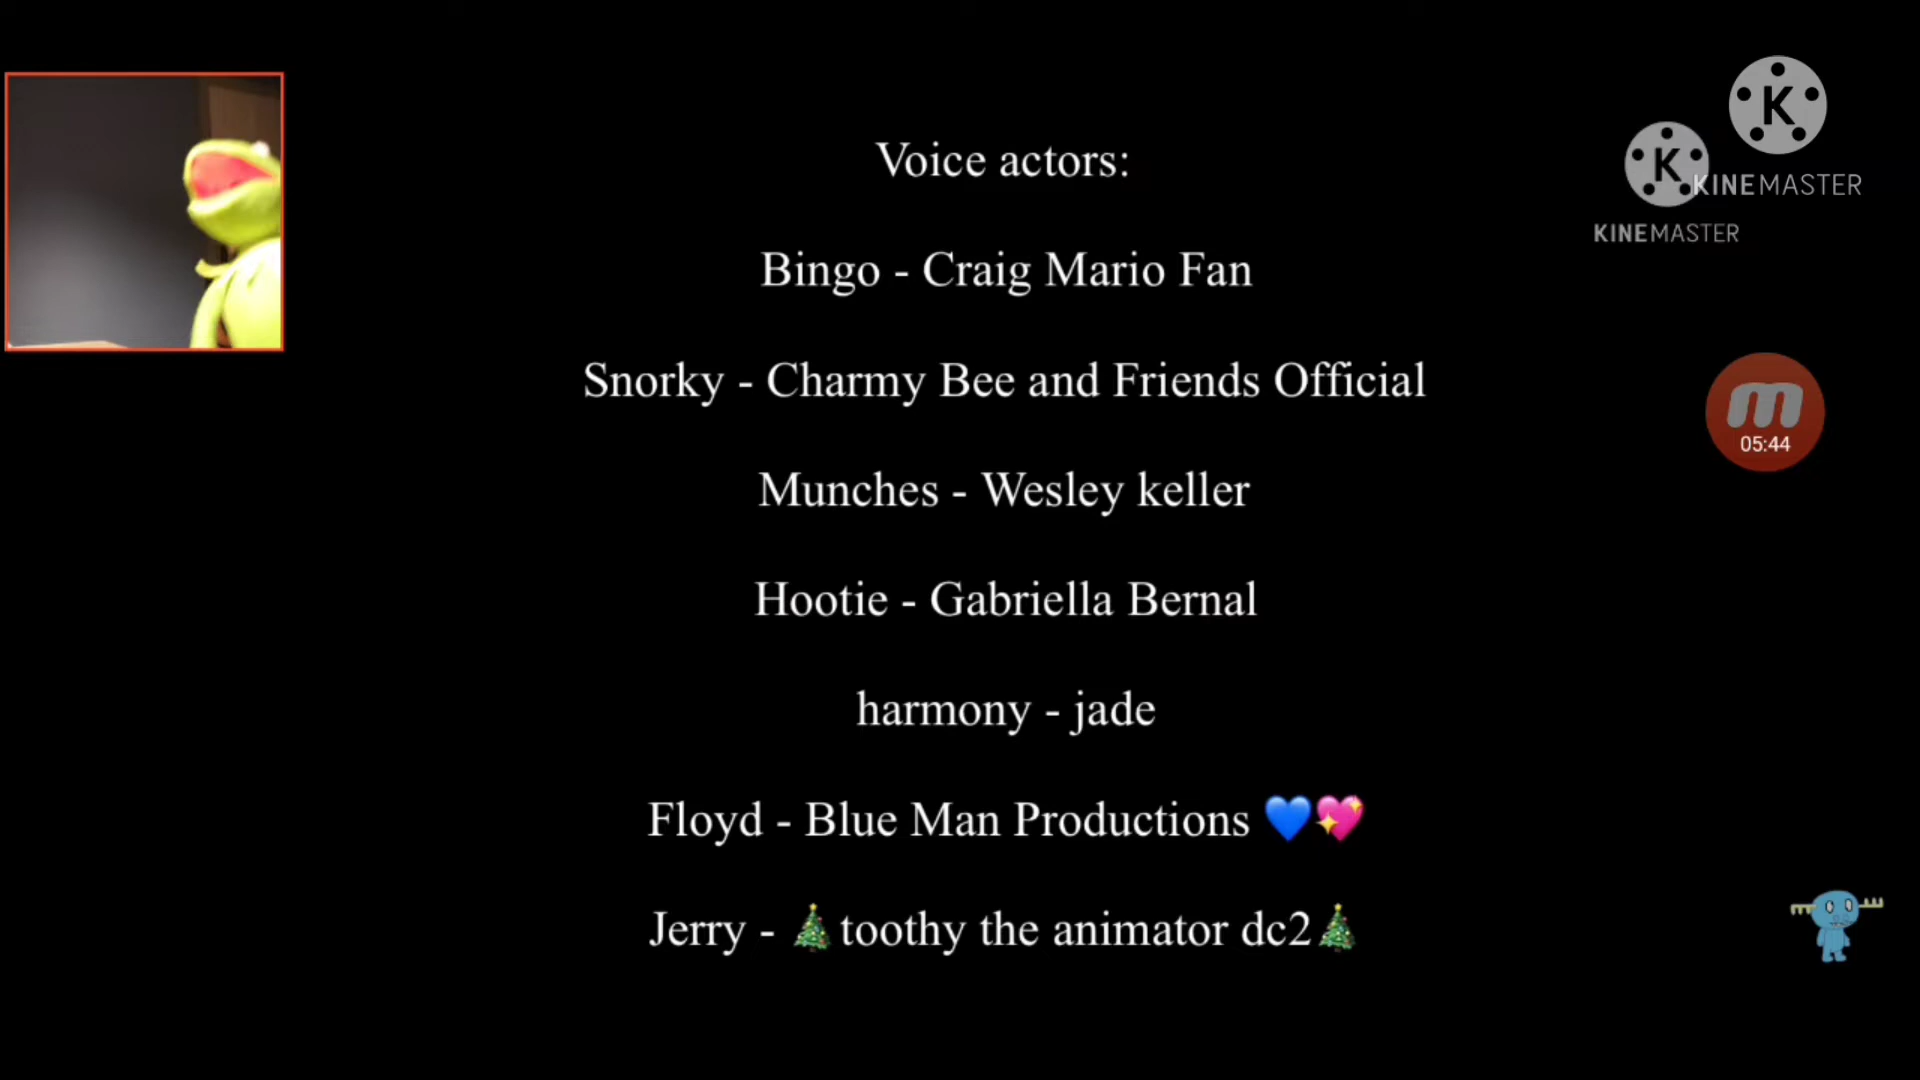 Voice actors:
Bingo - Craig Mario Fan
Snorky - Charmy Bee and Friends Official
Munches - Wesley keller
Hootie - Gabriella Bernal
harmony - jade
Floyd - Blue Man Productions 💙💖
Jerry - 🎄toothy the animator dc2🎄
K
KINEMASTER
K
KINEMASTER
m
05:44